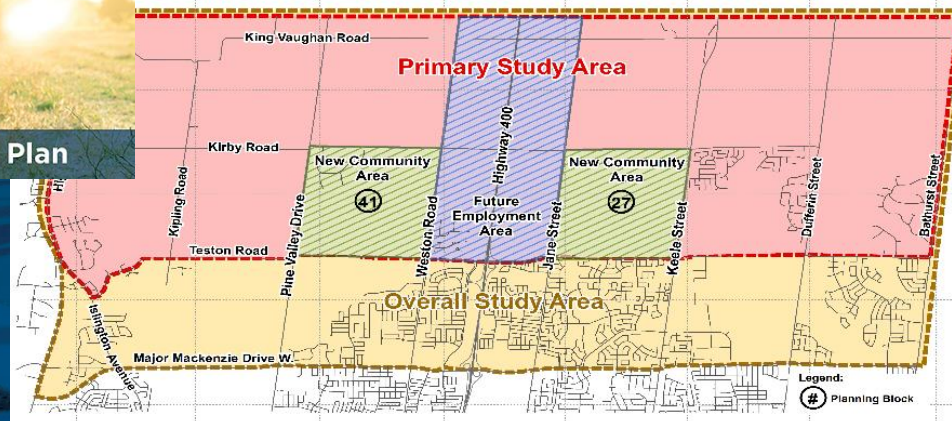 Plan
King Vaughan Road
Primary Study Area
Highway 400
Kirby Road
New Community
Area
41
New Community
Area
27
Future
Employment
Area
Kipling Road
Pine Valley Drive
Weston Road
Jane Street
Keele Street
Dufferin Street
Bathurst Street
Teston Road
Overall Study Area
Islington Avenue
Major Mackenzie Drive W.
Legend:
# Planning Block